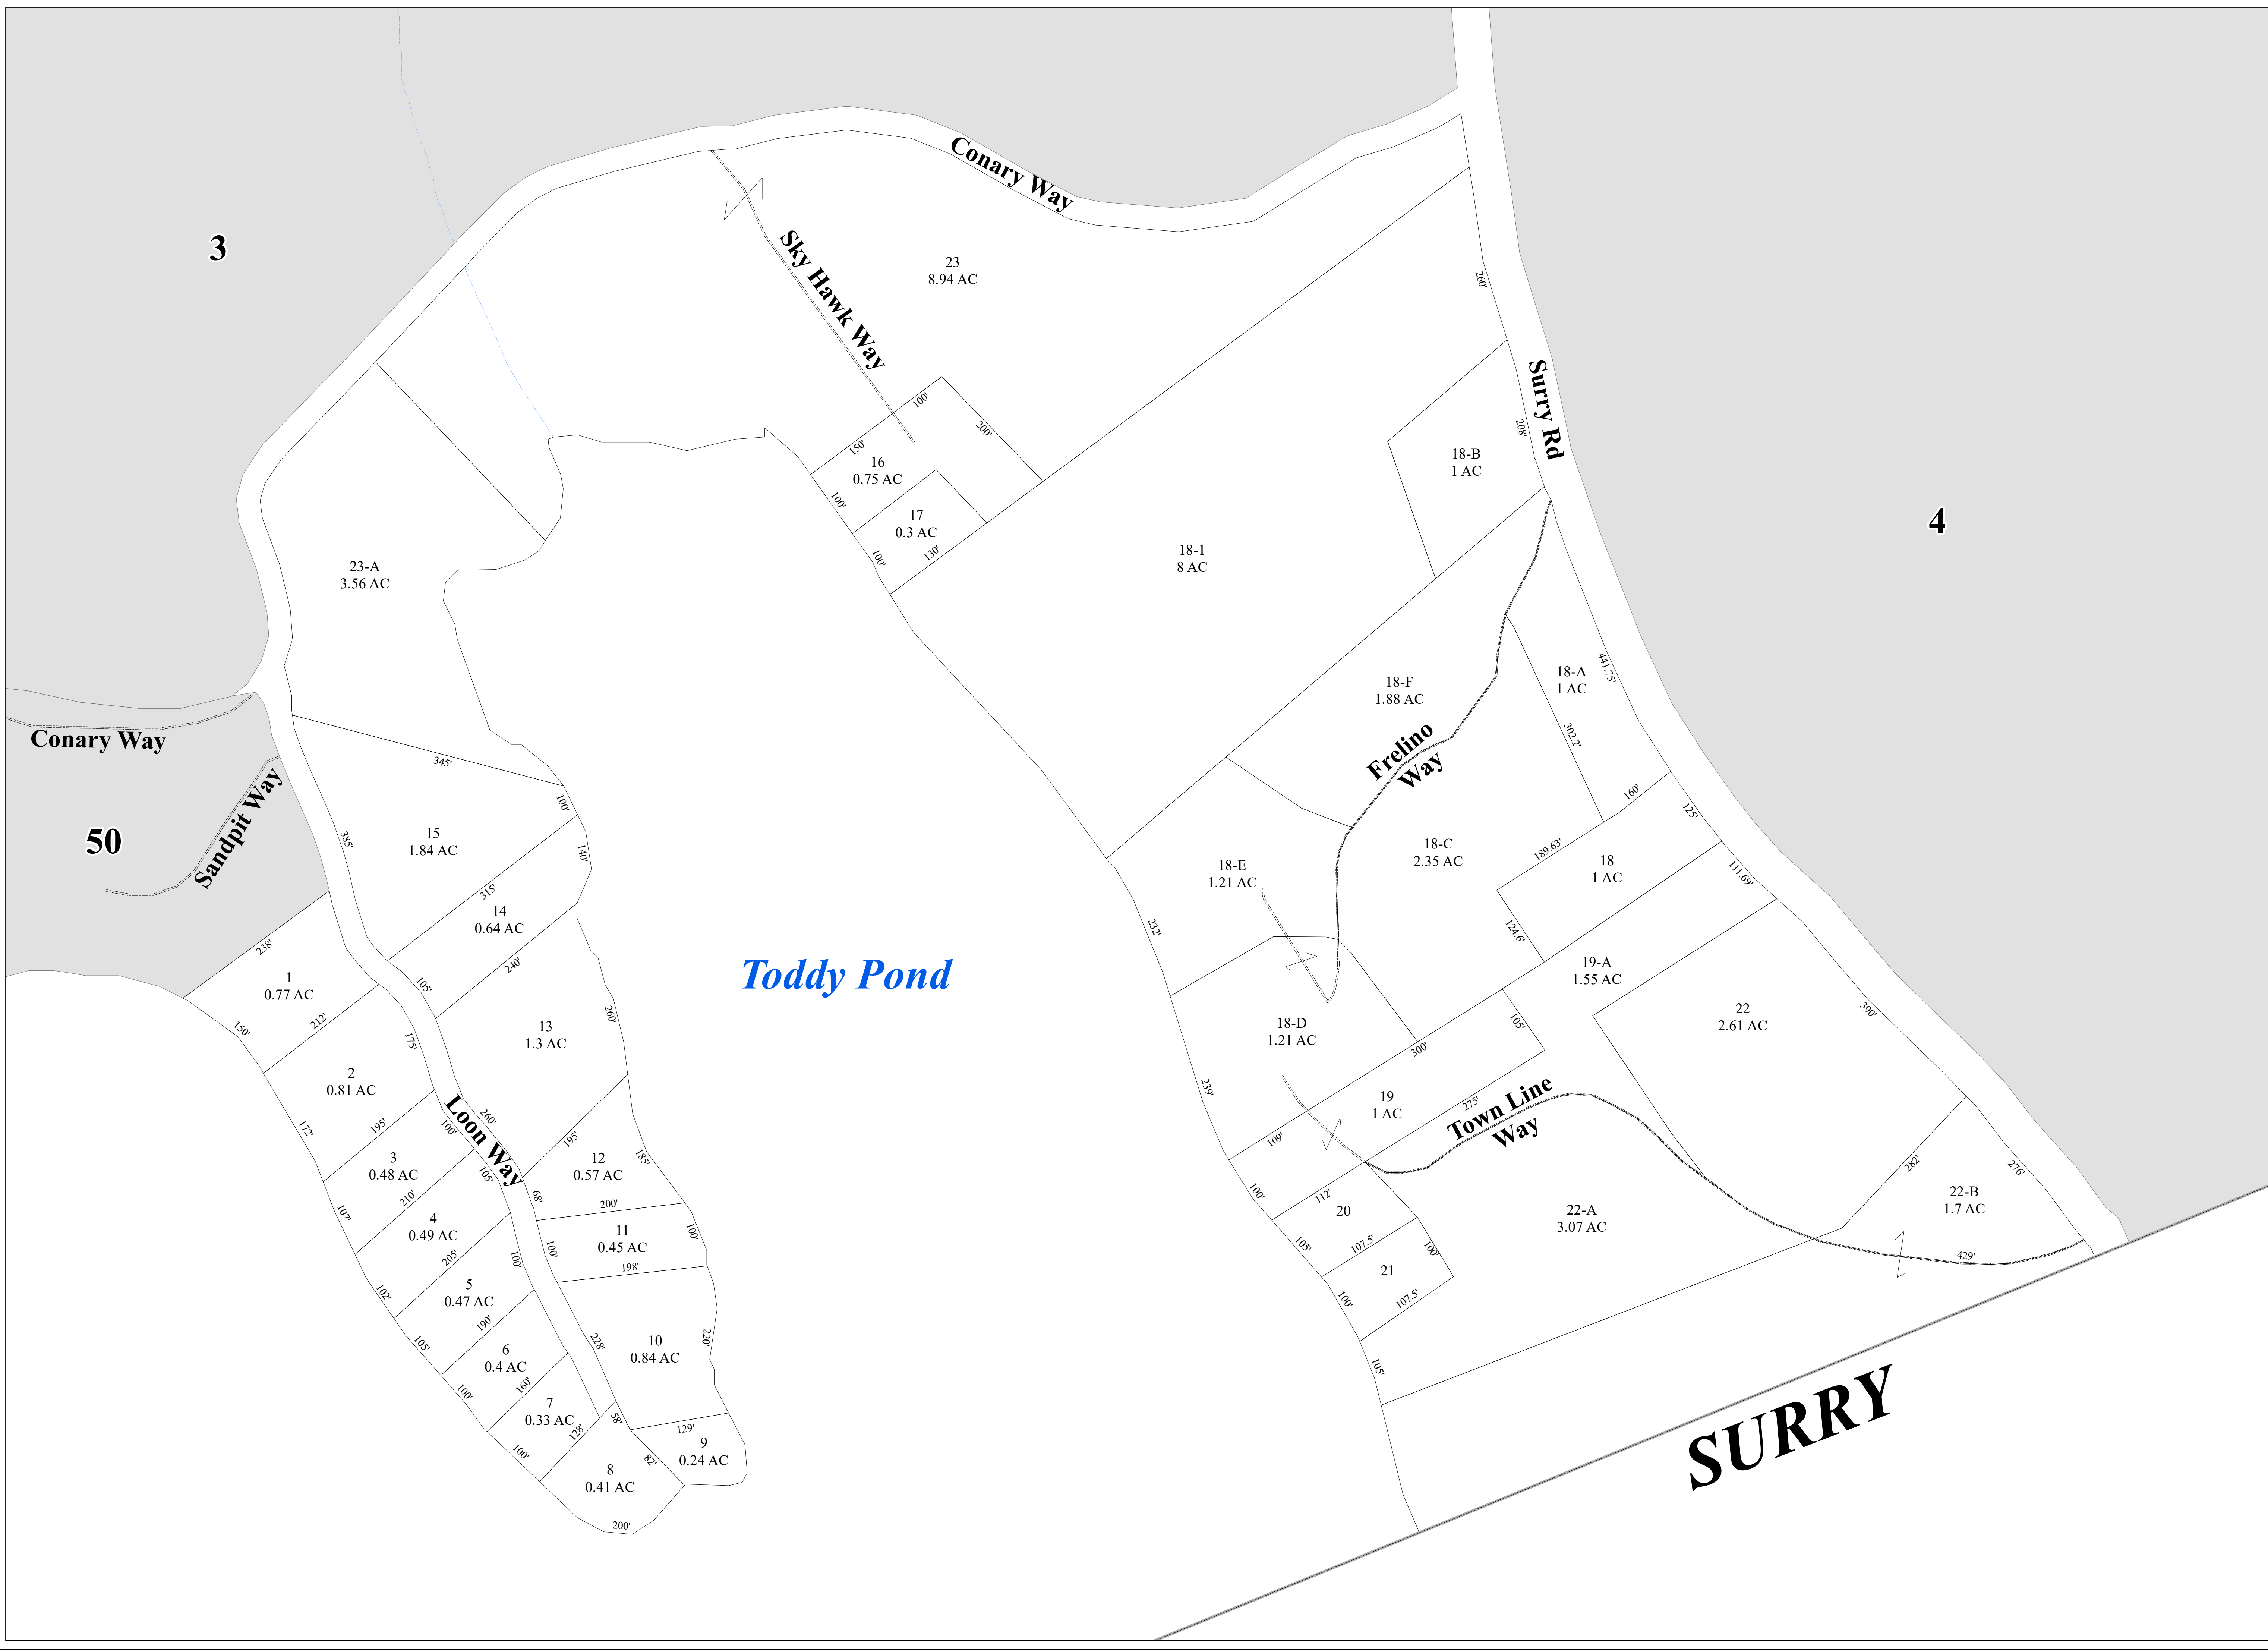 Conary Way
3
Sky Hawk Way
23
8.94 AC
260'
Surry Rd
208'
100'
200'
150'
16
0.75 AC
100'
17
0.3 AC
100'
130'
18-B
1 AC
4
18-1
8 AC
23-A
3.56 AC
18-F
1.88 AC
18-A
1 AC
441.75'
302.2'
Frelino
Way
Conary Way
Sandpit Way
50
345'
100'
385'
15
1.84 AC
140'
315'
14
0.64 AC
105'
240'
160'
125'
189.63'
18-C
2.35 AC
18
1 AC
111.69'
124.6'
18-E
1.21 AC
232'
238'
1
0.77 AC
150'
212'
175'
13
1.3 AC
260'
Toddy Pond
19-A
1.55 AC
22
2.61 AC
390'
18-D
1.21 AC
105'
300'
239'
2
0.81 AC
172'
195'
Loon Way
260'
100'
195'
185'
19
1 AC
275'
Town Line
Way
109'
3
0.48 AC
105'
12
0.57 AC
68'
107'
210'
200'
100'
100'
112'
20
22-A
3.07 AC
282'
276'
22-B
1.7 AC
429'
4
0.49 AC
205'
100'
100'
11
0.45 AC
198'
105'
107.5'
100'
21
100'
107.5'
102'
5
0.47 AC
190'
105'
6
0.4 AC
160'
100'
228'
10
0.84 AC
220'
105'
7
0.33 AC
128'
100'
58'
129'
82'
9
0.24 AC
8
0.41 AC
200'
SURRY